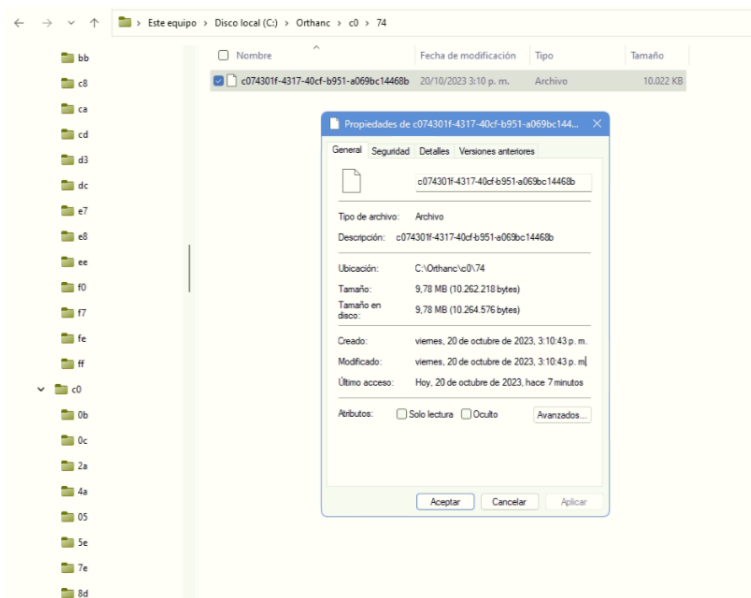 Este equipo > Disco local (C:) > Orthanc > c0 > 74
bb
c8
ca
cd
d3
dc
e7
e8
ee
f0
f7
fe
ff
c0
0b
0c
2a
4a
05
5e
7e
8d
Nombre Fecha de modificación Tipo Tamaño
c074301f-4317-40cf-b951-a069bc14468b 20/10/2023 3:10 p. m. Archivo 10.022 KB
Propiedades de c074301f-4317-40cf-b951-a069bc144...
General Seguridad Detalles Versiones anteriores
c074301f-4317-40cf-b951-a069bc14468b
Tipo de archivo: Archivo
Descripción: c074301f-4317-40cf-b951-a069bc14468b
Ubicación: C:\Orthanc\c0\74
Tamaño: 9,78 MB (10.262.218 bytes)
Tamaño en
disco: 9,78 MB (10.264.576 bytes)
Creado: viernes, 20 de octubre de 2023, 3:10:43 p. m.
Modificado: viernes, 20 de octubre de 2023, 3:10:43 p. m
Último acceso: Hoy, 20 de octubre de 2023, hace 7 minutos
Atributos: Solo lectura Oculto Avanzados...
Aceptar Cancelar Aplicar